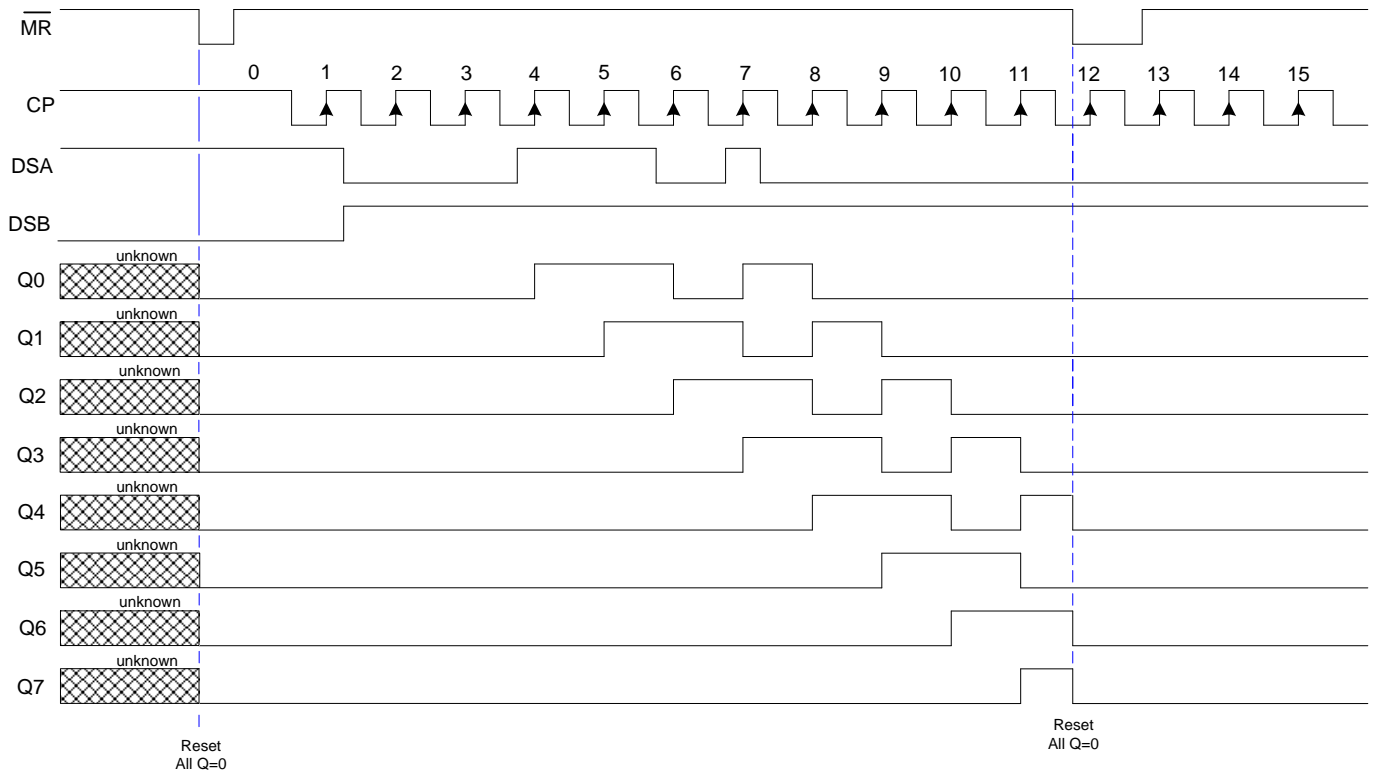 MR
0 1 2 3 4 5 6 7 8 9 10 11 12 13 14 15
CP
DSA
DSB
unknown
Q0
unknown
Q1
unknown
Q2
unknown
Q3
unknown
Q4
unknown
Q5
unknown
Q6
unknown
Q7
Reset
All Q=0
Reset
All Q=0